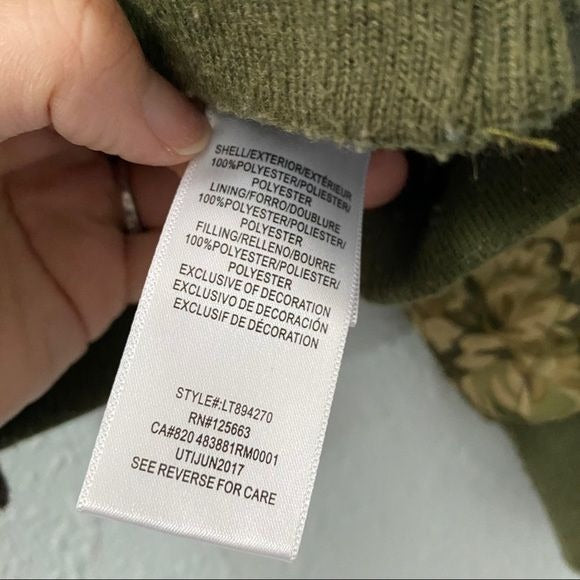 SHELL/EXTERIOR/EXTÉRIEUR
100%POLYESTER/POLIESTER/
POLYESTER
LINING/FORRO/DOUBLURE
100%POLYESTER/POLIESTER/
POLYESTER
FILLING/RELLENO/BOURRE
100%POLYESTER/POLIESTER/
POLYESTER
EXCLUSIVE OF DECORATION
EXCLUSIVO DE DECORACIÓN
EXCLUSIF DE DÉCORATION
STYLE#:LT894270
RN#125663
CA#820 483881RM0001
UTIJUN2017
SEE REVERSE FOR CARE